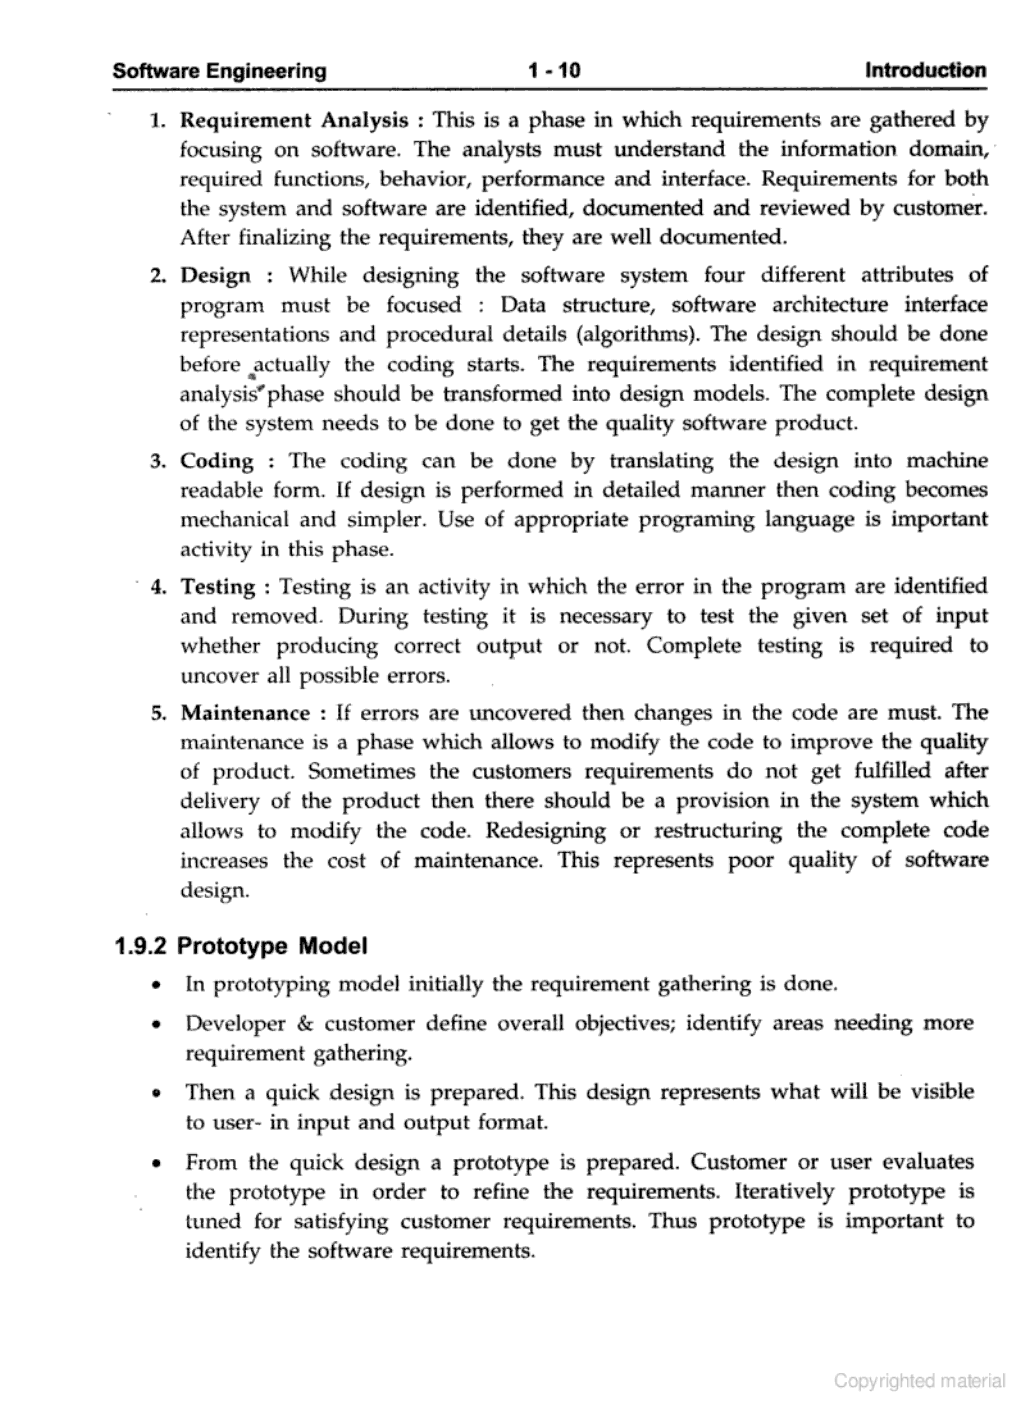 Software Engineering 1 - 10 Introduction
1. Requirement Analysis : This is a phase in which requirements are gathered by
focusing on software. The analysts must understand the information domain,
required functions, behavior, performance and interface. Requirements for both
the system and software are identified, documented and reviewed by customer.
After finalizing the requirements, they are well documented.
2. Design : While designing the software system four different attributes of
program must be focused : Data structure, software architecture interface
representations and procedural details (algorithms). The design should be done
before actually the coding starts. The requirements identified in requirement
analysis phase should be transformed into design models. The complete design
of the system needs to be done to get the quality software product.
3. Coding : The coding can be done by translating the design into machine
readable form. If design is performed in detailed manner then coding becomes
mechanical and simpler. Use of appropriate programing language is important
activity in this phase.
4. Testing : Testing is an activity in which the error in the program are identified
and removed. During testing it is necessary to test the given set of input
whether producing correct output or not. Complete testing is required to
uncover all possible errors.
5. Maintenance : If errors are uncovered then changes in the code are must. The
maintenance is a phase which allows to modify the code to improve the quality
of product. Sometimes the customers requirements do not get fulfilled after
delivery of the product then there should be a provision in the system which
allows to modify the code. Redesigning or restructuring the complete code
increases the cost of maintenance. This represents poor quality of software
design.
1.9.2 Prototype Model
• In prototyping model initially the requirement gathering is done.
• Developer & customer define overall objectives; identify areas needing more
requirement gathering.
• Then a quick design is prepared. This design represents what will be visible
to user- in input and output format.
• From the quick design a prototype is prepared. Customer or user evaluates
the prototype in order to refine the requirements. Iteratively prototype is
tuned for satisfying customer requirements. Thus prototype is important to
identify the software requirements.
Copyrighted material